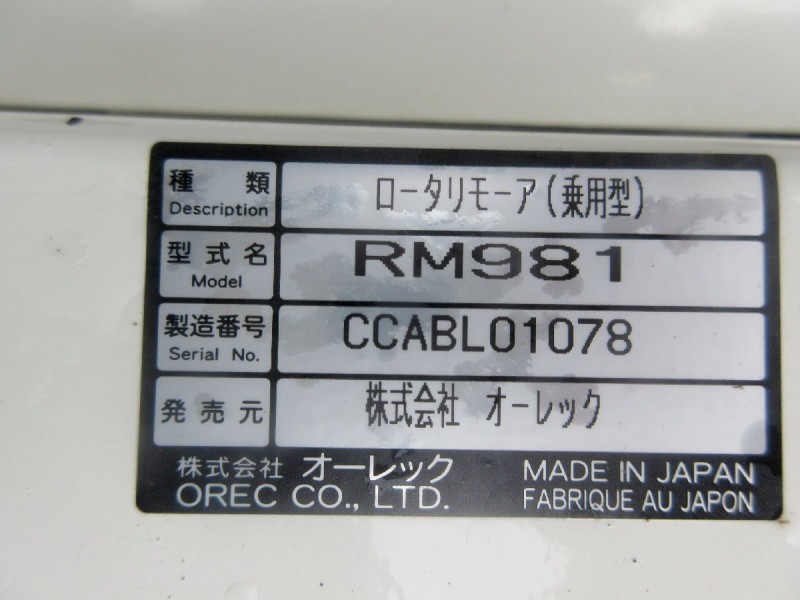 種類 ロータリモーア(乗用型)
Description
型式名 RM981
Model
製造番号 CCABL01078
Serial No.
発売元 株式会社 オーレック
株式会社 オーレック MADE IN JAPAN
OREC CO., LTD. FABRIQUE AU JAPON